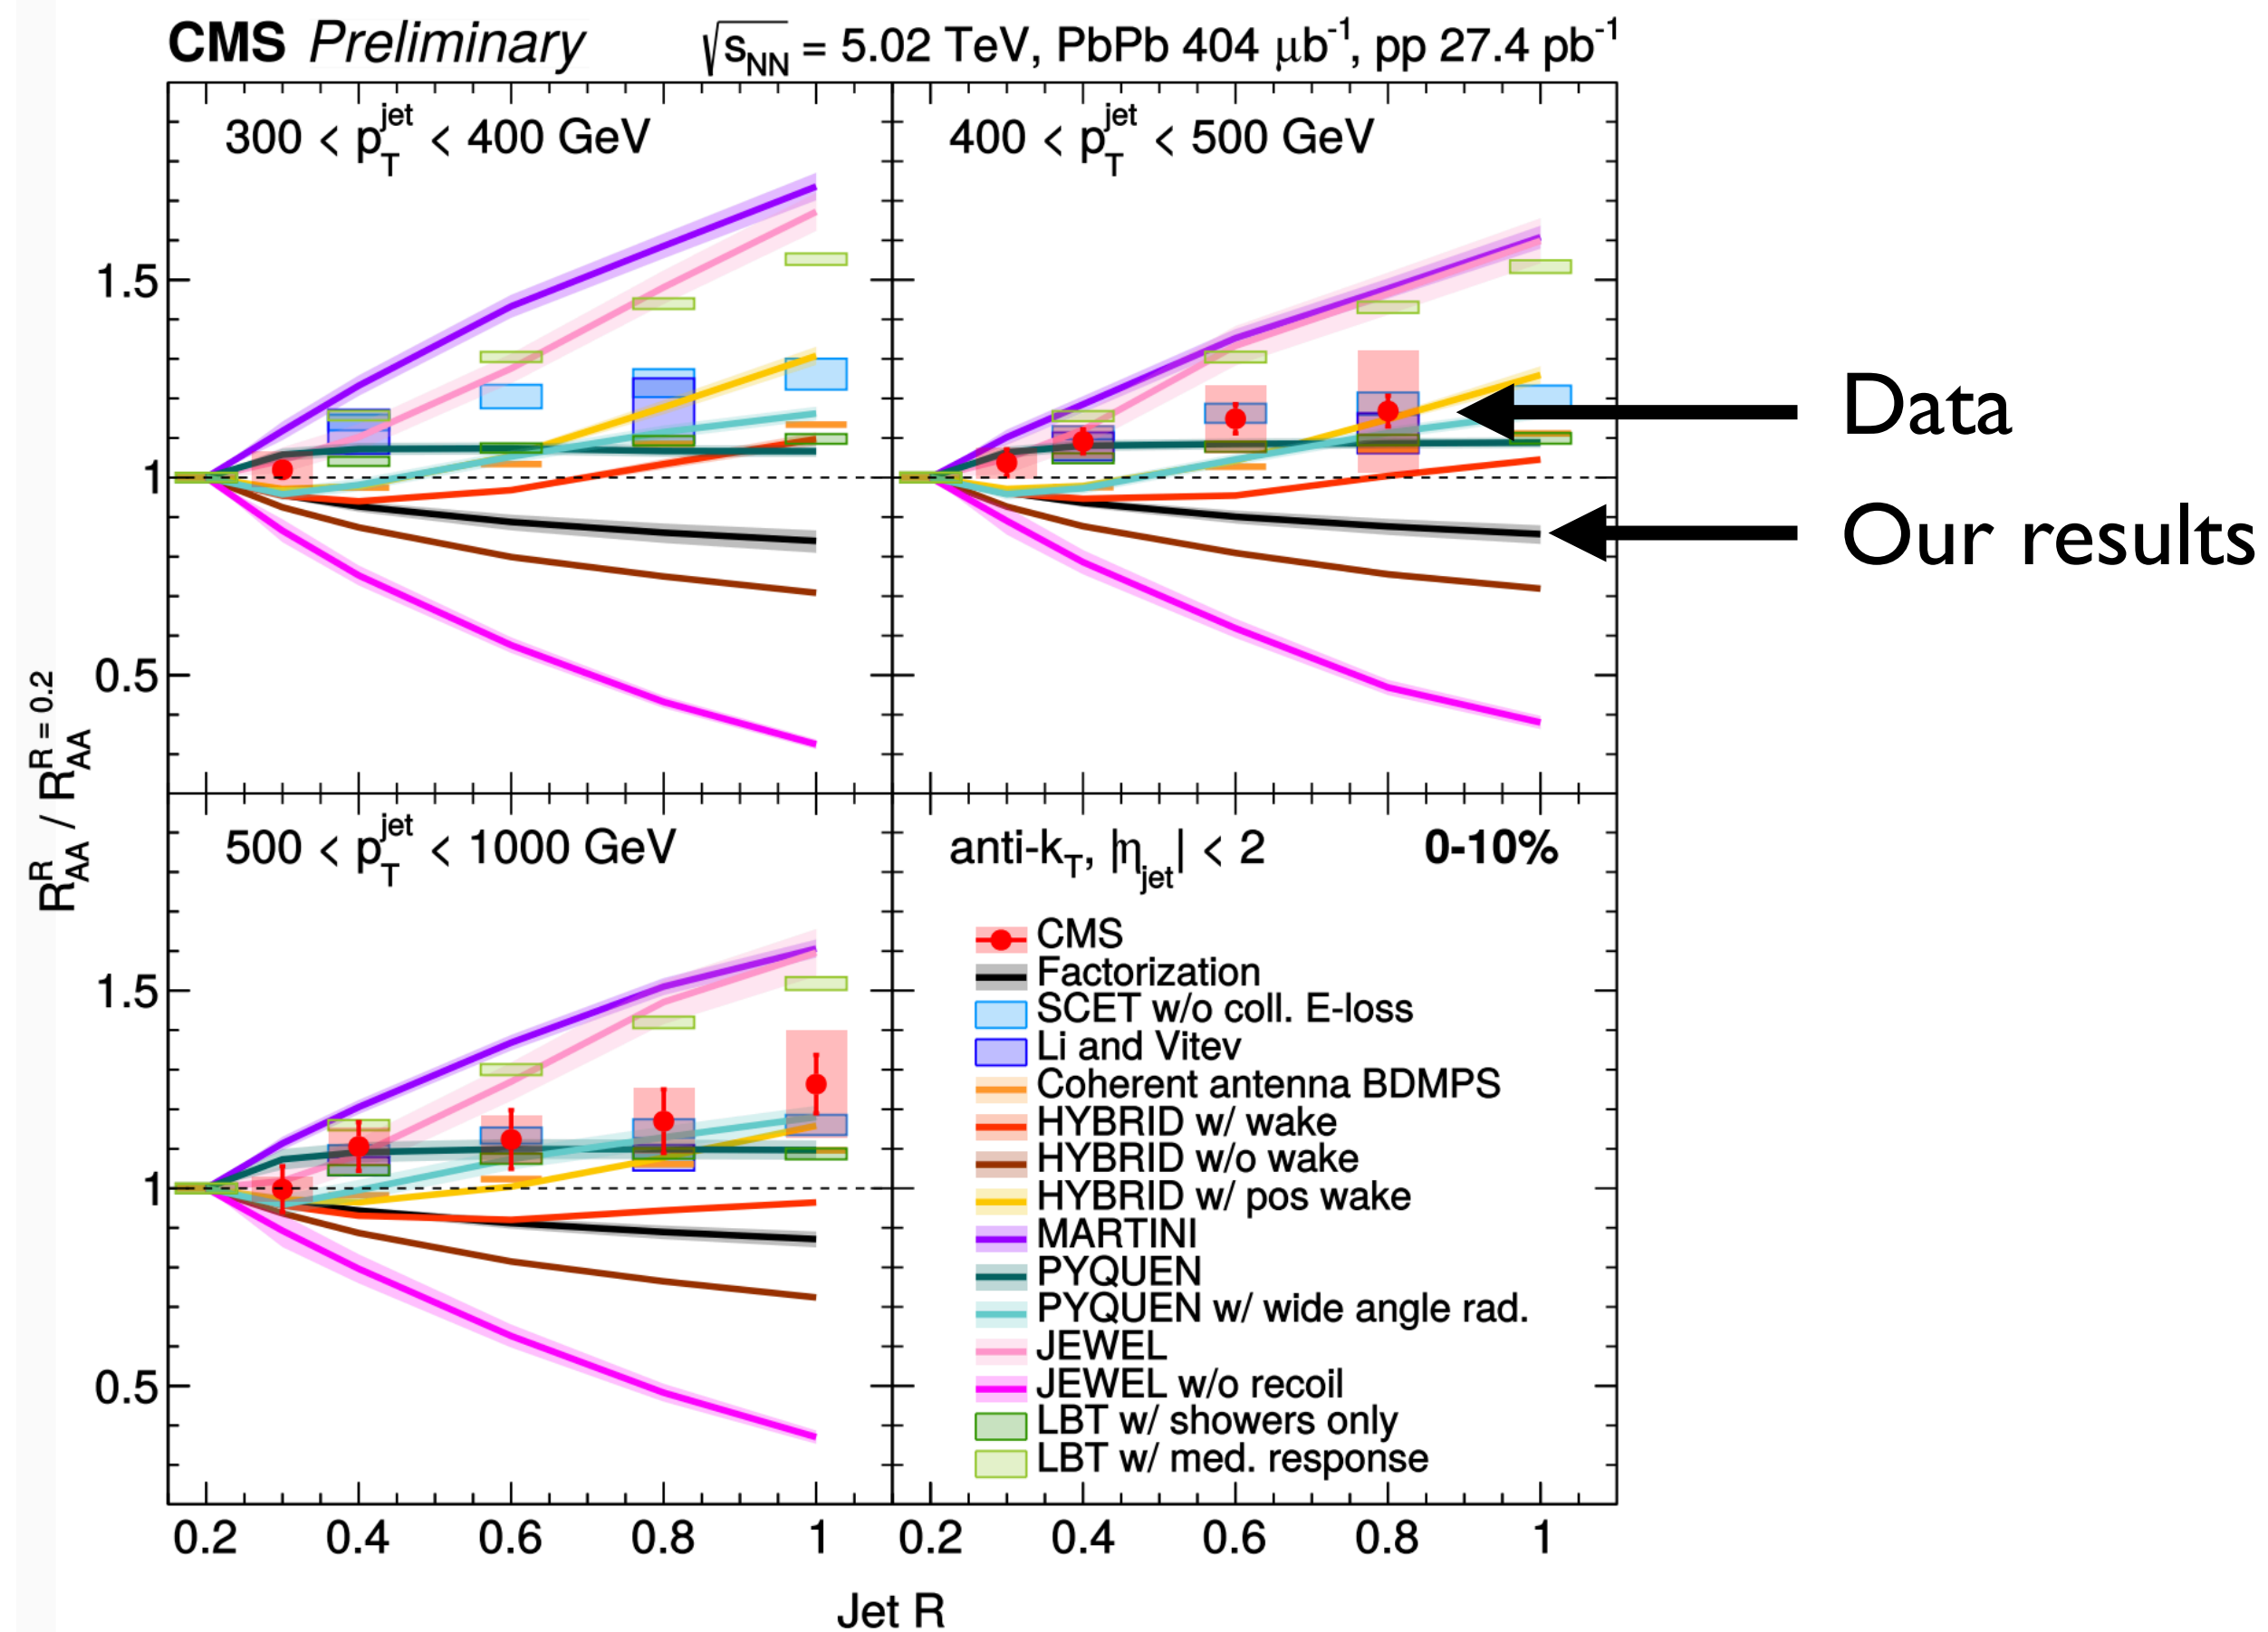 CMS Preliminary √sNN = 5.02 TeV, PbPb 404 μb⁻¹, pp 27.4 pb⁻¹
300 < pTjet < 400 GeV
400 < pTjet < 500 GeV
1.5
1
0.5
Data
Our results
RAAR / RAAR = 0.2
500 < pTjet < 1000 GeV
anti-kT, |ηjet| < 2 0-10%
1.5
1
0.5
CMS
Factorization
SCET w/o coll. E-loss
Li and Vitev
Coherent antenna BDMPS
HYBRID w/ wake
HYBRID w/o wake
HYBRID w/ pos wake
MARTINI
PYQUEN
PYQUEN w/ wide angle rad.
JEWEL
JEWEL w/o recoil
LBT w/ showers only
LBT w/ med. response
0.2 0.4 0.6 0.8 1 0.2 0.4 0.6 0.8 1
Jet R